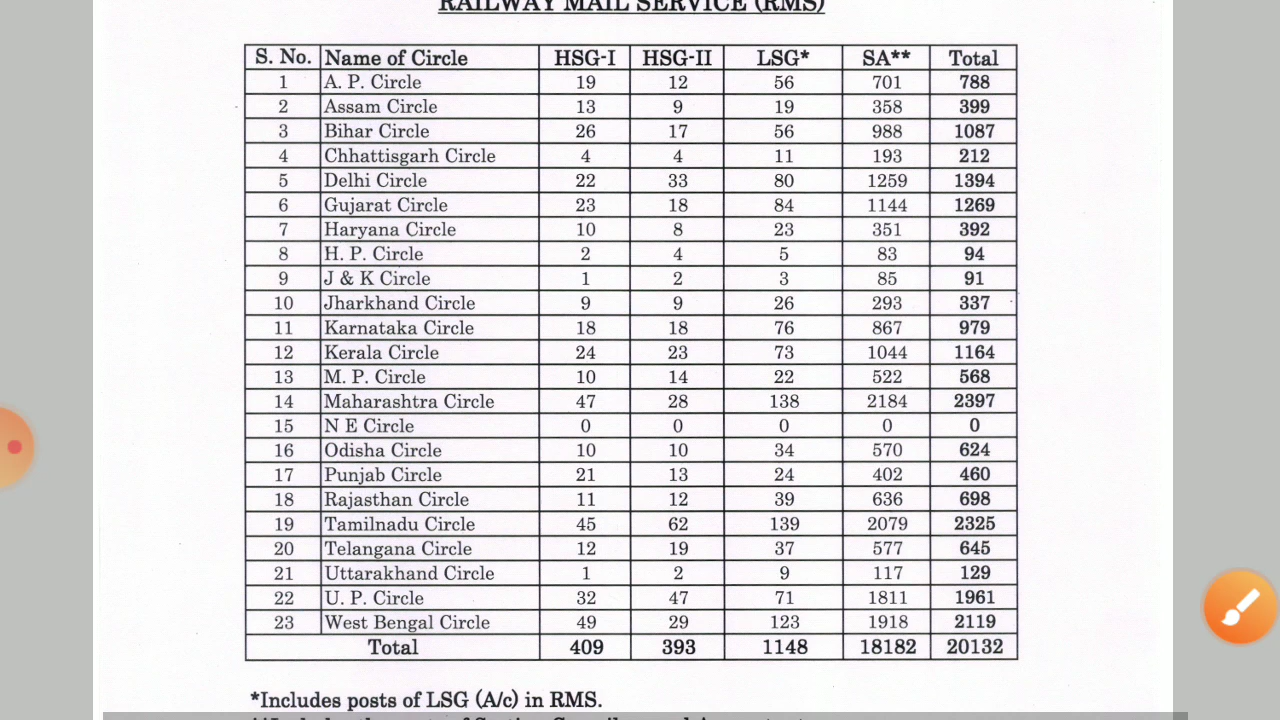 RAILWAY MAIL SERVICE (RMS)
S. No. Name of Circle HSG-I HSG-II LSG* SA** Total
1 A. P. Circle 19 12 56 701 788
2 Assam Circle 13 9 19 358 399
3 Bihar Circle 26 17 56 988 1087
4 Chhattisgarh Circle 4 4 11 193 212
5 Delhi Circle 22 33 80 1259 1394
6 Gujarat Circle 23 18 84 1144 1269
7 Haryana Circle 10 8 23 351 392
8 H. P. Circle 2 4 5 83 94
9 J & K Circle 1 2 3 85 91
10 Jharkhand Circle 9 9 26 293 337
11 Karnataka Circle 18 18 76 867 979
12 Kerala Circle 24 23 73 1044 1164
13 M. P. Circle 10 14 22 522 568
14 Maharashtra Circle 47 28 138 2184 2397
15 N E Circle 0 0 0 0 0
16 Odisha Circle 10 10 34 570 624
17 Punjab Circle 21 13 24 402 460
18 Rajasthan Circle 11 12 39 636 698
19 Tamilnadu Circle 45 62 139 2079 2325
20 Telangana Circle 12 19 37 577 645
21 Uttarakhand Circle 1 2 9 117 129
22 U. P. Circle 32 47 71 1811 1961
23 West Bengal Circle 49 29 123 1918 2119
Total 409 393 1148 18182 20132
*Includes posts of LSG (A/c) in RMS.